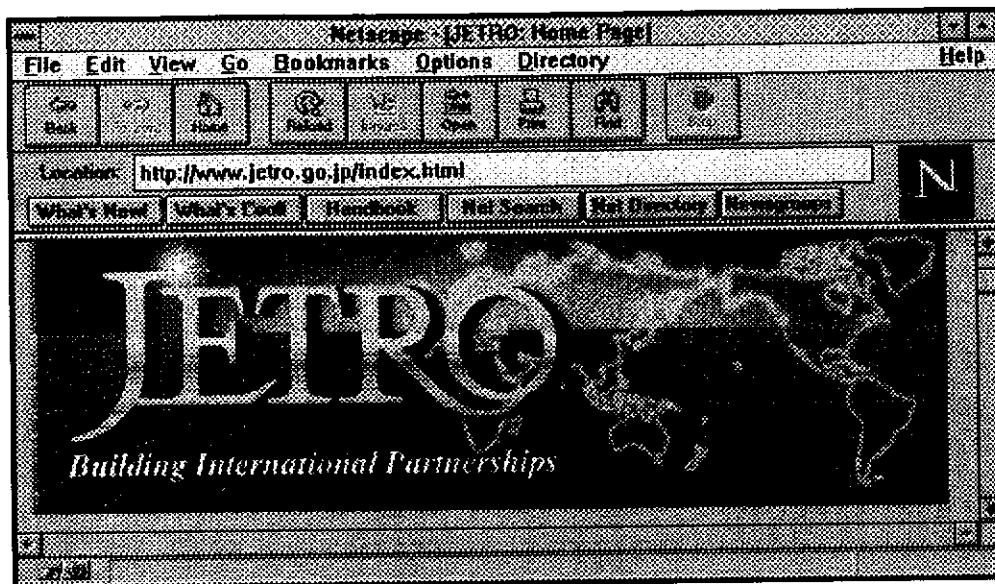 Netscape - [JETRO: Home Page]
File Edit View Go Bookmarks Options Directory Help
Back Home Reload Open Print Find
Location: http://www.jetro.go.jp/index.html
What's New! What's Cool! Handbook Net Search Net Directory Newsgroups
N
JETRO
Building International Partnerships